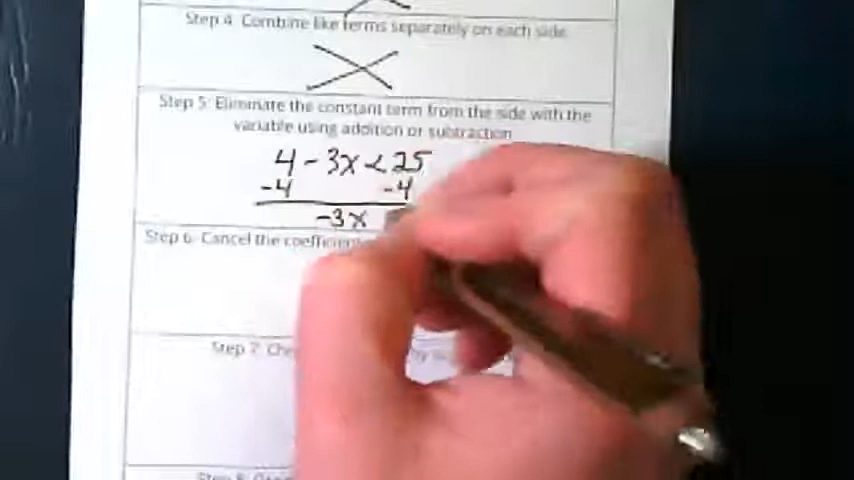 Step 4: Combine like terms separately on each side
Step 5: Eliminate the constant term from the side with the
variable using addition or subtraction
4 - 3x < 25
-4 -4
-3x
Step 6: Cancel the coefficient
Step 7:
Step 8: